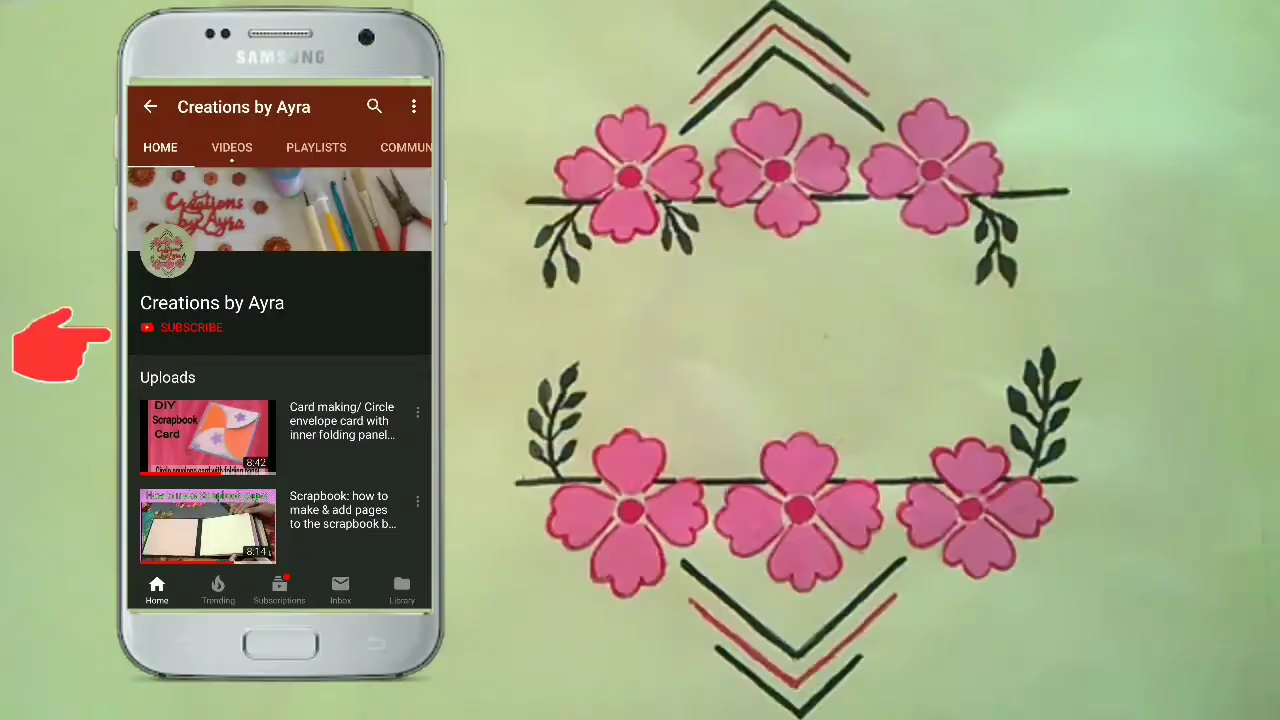 SAMSUNG
Creations by Ayra
HOME VIDEOS PLAYLISTS COMMUN
Creations
by Ayra
Creations by Ayra
SUBSCRIBE
Uploads
DIY
Scrapbook
Card
8:42
Card making/ Circle
envelope card with
inner folding panel...
8:14
Scrapbook: how to
make & add pages
to the scrapbook b...
Home Trending Subscriptions Inbox Library